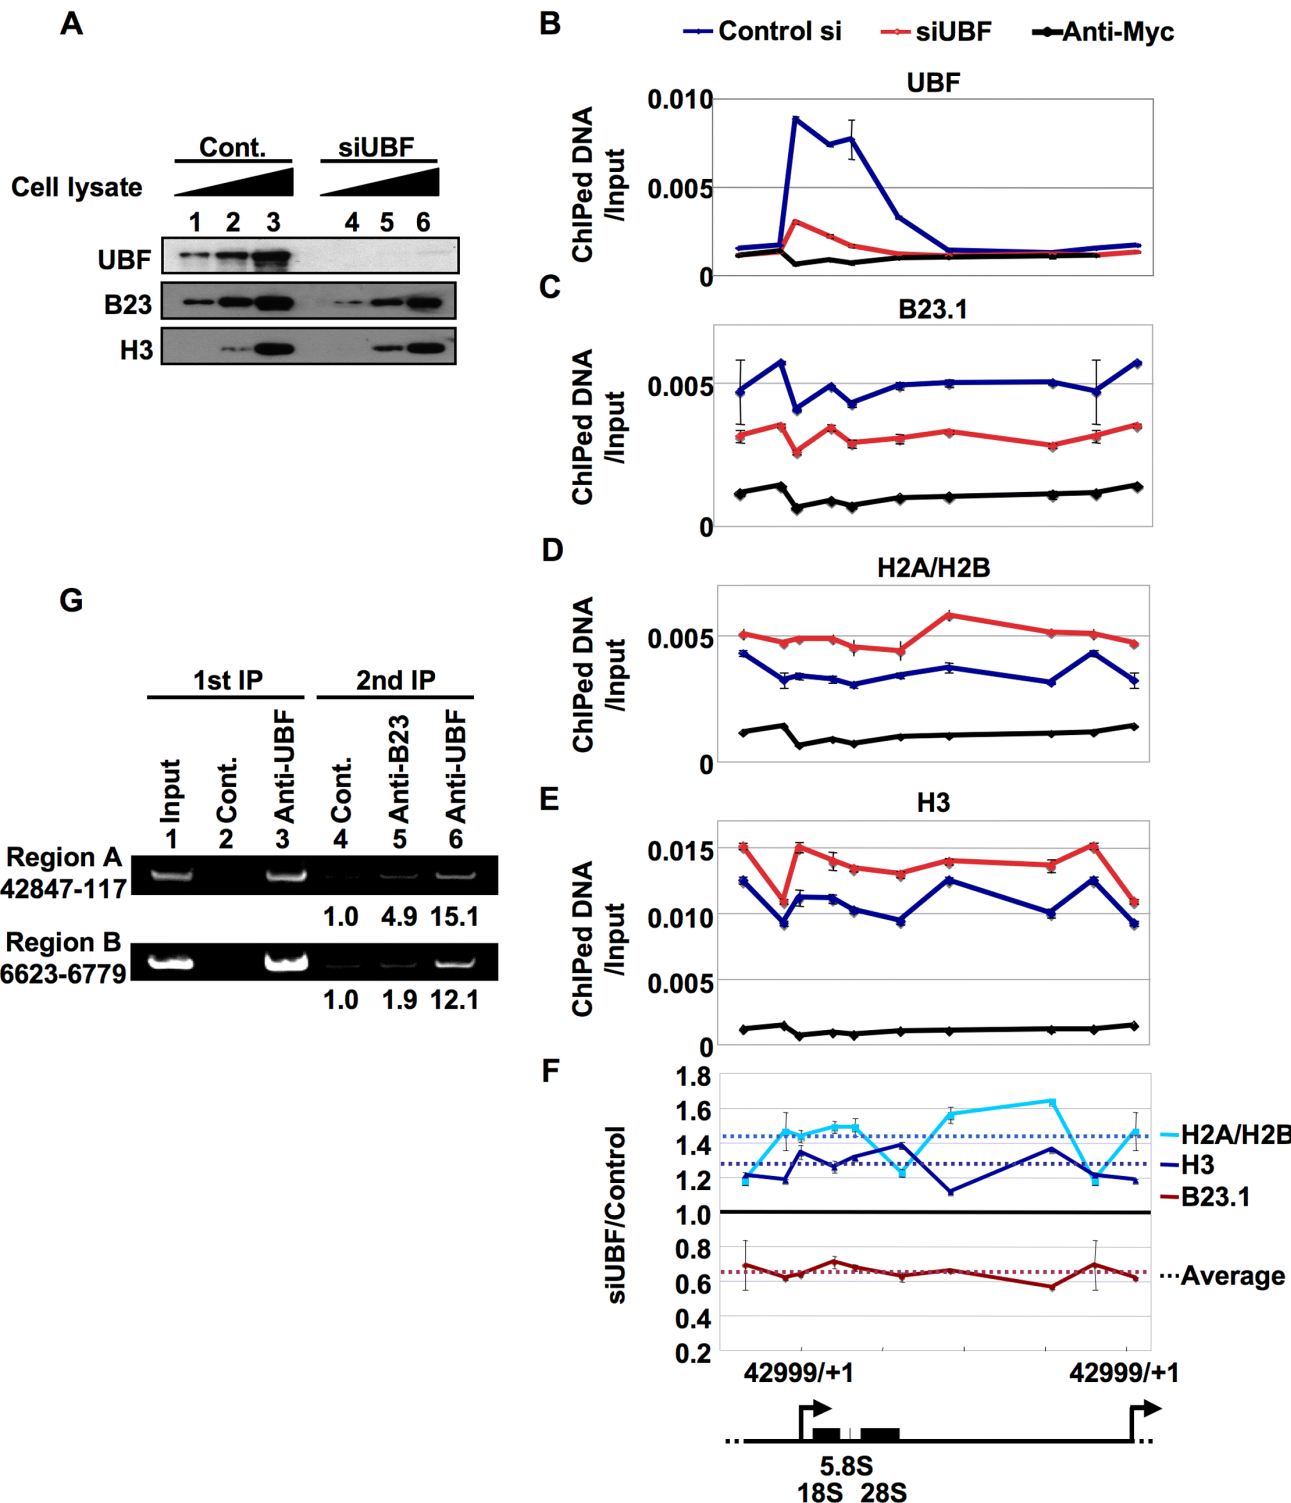 A
Cont. siUBF
Cell lysate
1 2 3 4 5 6
UBF
B23
H3
B
Control si siUBF Anti-Myc
UBF
ChIPed DNA
/Input
0.010
0.005
0
C
B23.1
ChIPed DNA
/Input
0.005
0
D
H2A/H2B
ChIPed DNA
/Input
0.005
0
E
H3
ChIPed DNA
/Input
0.015
0.010
0.005
0
F
siUBF/Control
1.8
1.6
1.4
1.2
1.0
0.8
0.6
0.4
0.2
H2A/H2B
H3
B23.1
Average
42999/+1 42999/+1
5.8S
18S 28S
G
1st IP 2nd IP
Input Cont. Anti-UBF Cont. Anti-B23 Anti-UBF
1 2 3 4 5 6
Region A
42847-117
1.0 4.9 15.1
Region B
6623-6779
1.0 1.9 12.1